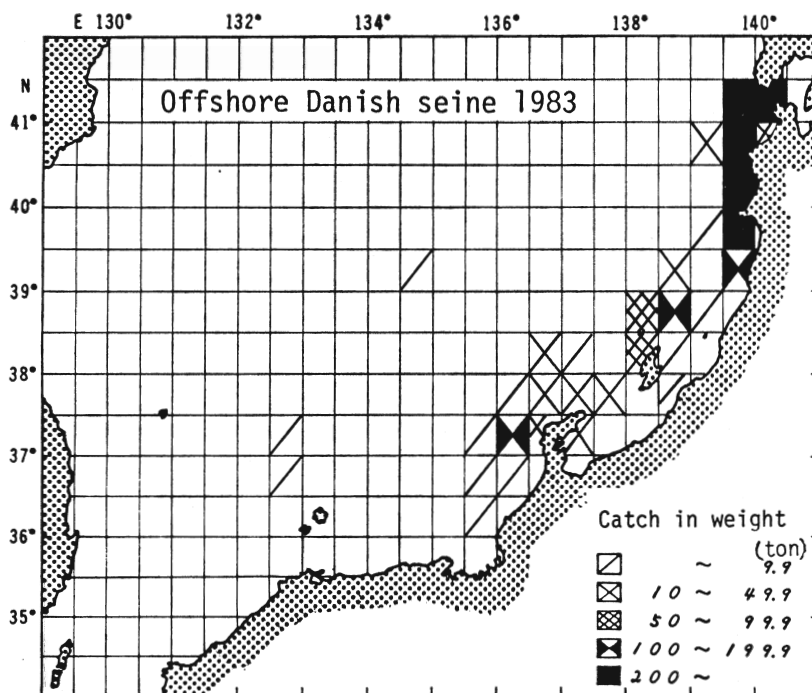 E 130° 132° 134° 136° 138° 140°
N
Offshore Danish seine 1983
41°
40°
39°
38°
37°
36°
35°
Catch in weight
(ton)
~ 9.9
10 ~ 49.9
50 ~ 99.9
100 ~ 199.9
200 ~